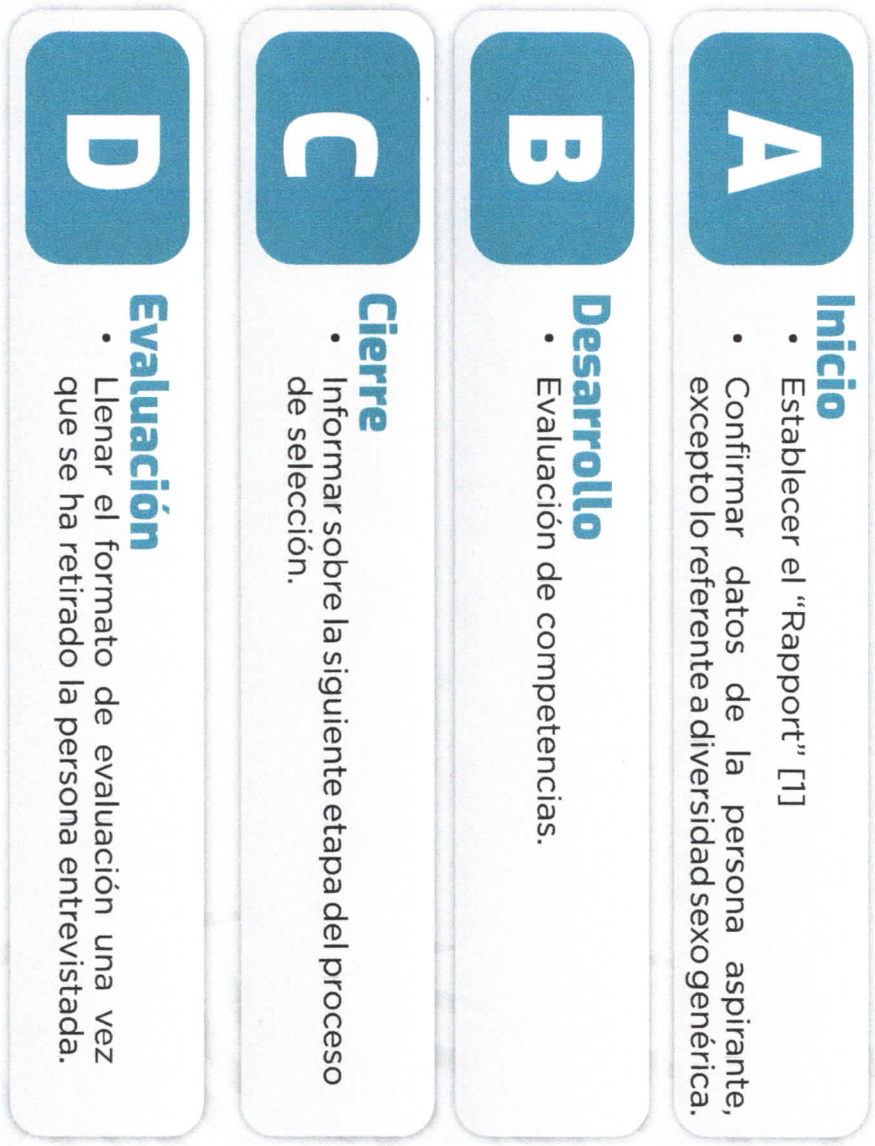 A
Inicio
• Establecer el “Rapport” [1]
• Confirmar datos de la persona aspirante,
excepto lo referente a diversidad sexo genérica.
B
Desarrollo
• Evaluación de competencias.
C
Cierre
• Informar sobre la siguiente etapa del proceso
de selección.
D
Evaluación
• Llenar el formato de evaluación una vez
que se ha retirado la persona entrevistada.